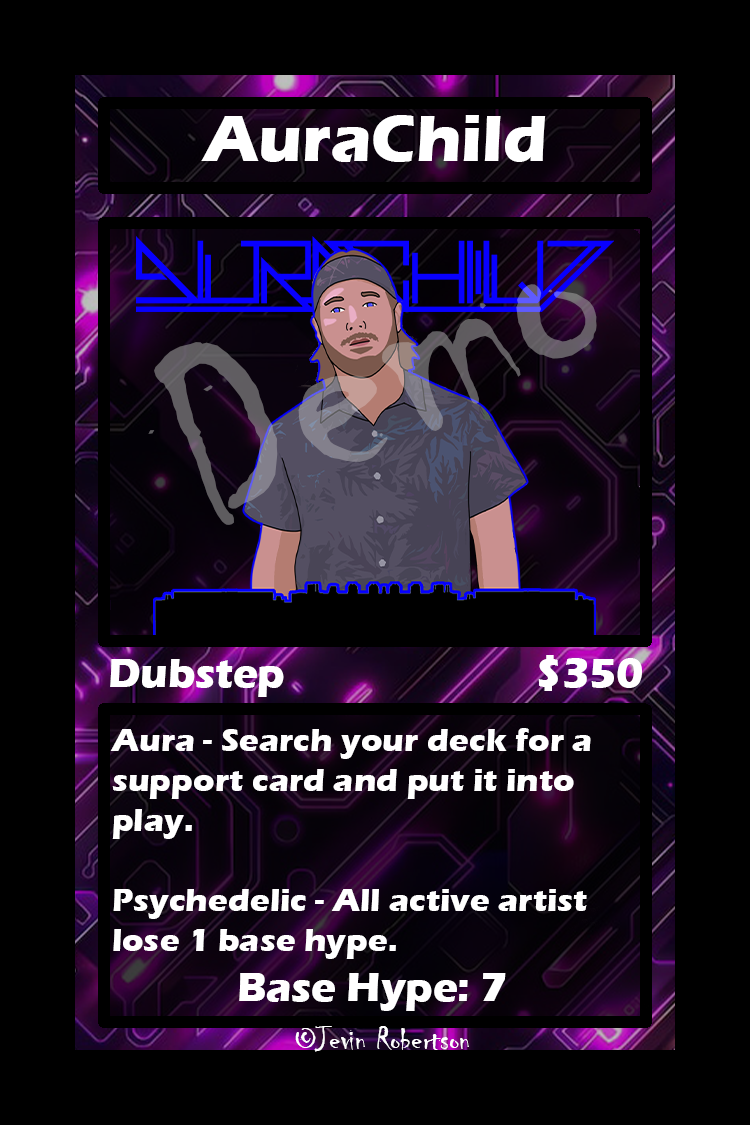 AuraChild
AURACHILD
Demo
Dubstep
$350
Aura - Search your deck for a
support card and put it into
play.
Psychedelic - All active artist
lose 1 base hype.
Base Hype: 7
©Jevin Robertson